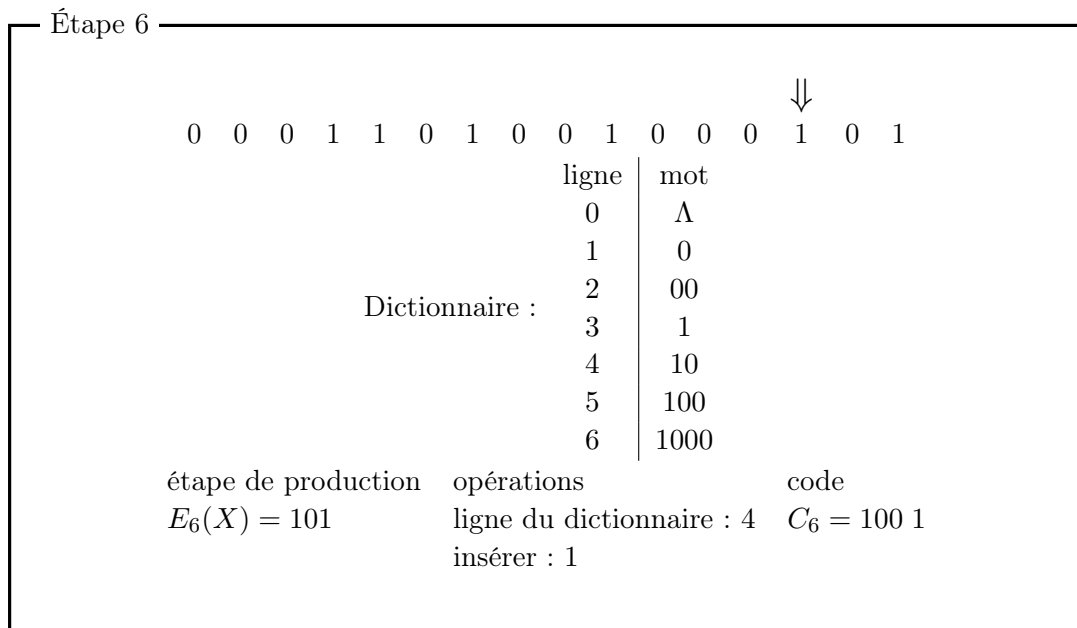 Étape 6
⇓
0 0 0 1 1 0 1 0 0 1 0 0 0 1 0 1
ligne mot
0 Λ
1 0
2 00
Dictionnaire :
3 1
4 10
5 100
6 1000
étape de production opérations code
E₆(X) = 101 ligne du dictionnaire : 4 C₆ = 100 1
insérer : 1